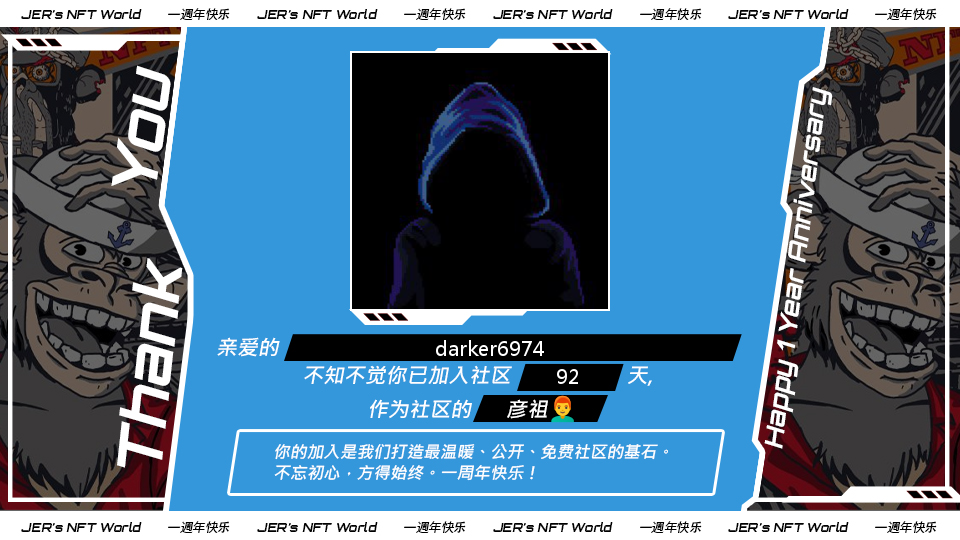 JER's NFT World 一週年快乐 JER's NFT World 一週年快乐 JER's NFT World 一週年快乐 JER's NFT World 一週年快乐
Thank You
亲爱的 darker6974
不知不觉你已加入社区 92 天,
作为社区的 彦祖👨‍🦰
你的加入是我们打造最温暖、公开、免费社区的基石。
不忘初心，方得始终。一周年快乐！
Happy 1 Year Anniversary
JER's NFT World 一週年快乐 JER's NFT World 一週年快乐 JER's NFT World 一週年快乐 JER's NFT World 一週年快乐